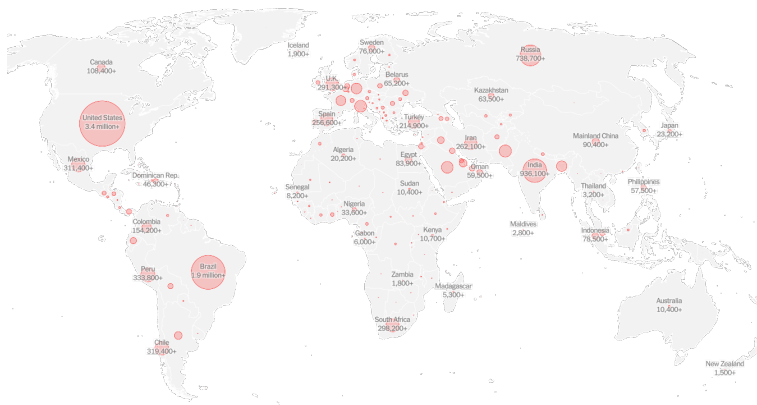 Iceland
1,900+
Sweden
76,000+
Russia
738,700+
Canada
108,400+
U.K.
291,300+
Belarus
65,200+
Kazakhstan
63,500+
United States
3.4 million+
Spain
256,600+
Turkey
214,900+
Japan
23,200+
Iran
262,100+
Mainland China
90,400+
Mexico
311,400+
Algeria
20,200+
Egypt
83,900+
Oman
59,500+
India
936,100+
Dominican Rep.
46,300+
Senegal
8,200+
Sudan
10,400+
Thailand
3,200+
Philippines
57,500+
Nigeria
33,600+
Colombia
154,200+
Gabon
6,000+
Kenya
10,700+
Maldives
2,800+
Indonesia
78,500+
Peru
333,800+
Brazil
1.9 million+
Zambia
1,800+
Madagascar
5,300+
Australia
10,400+
South Africa
298,200+
Chile
319,400+
New Zealand
1,500+